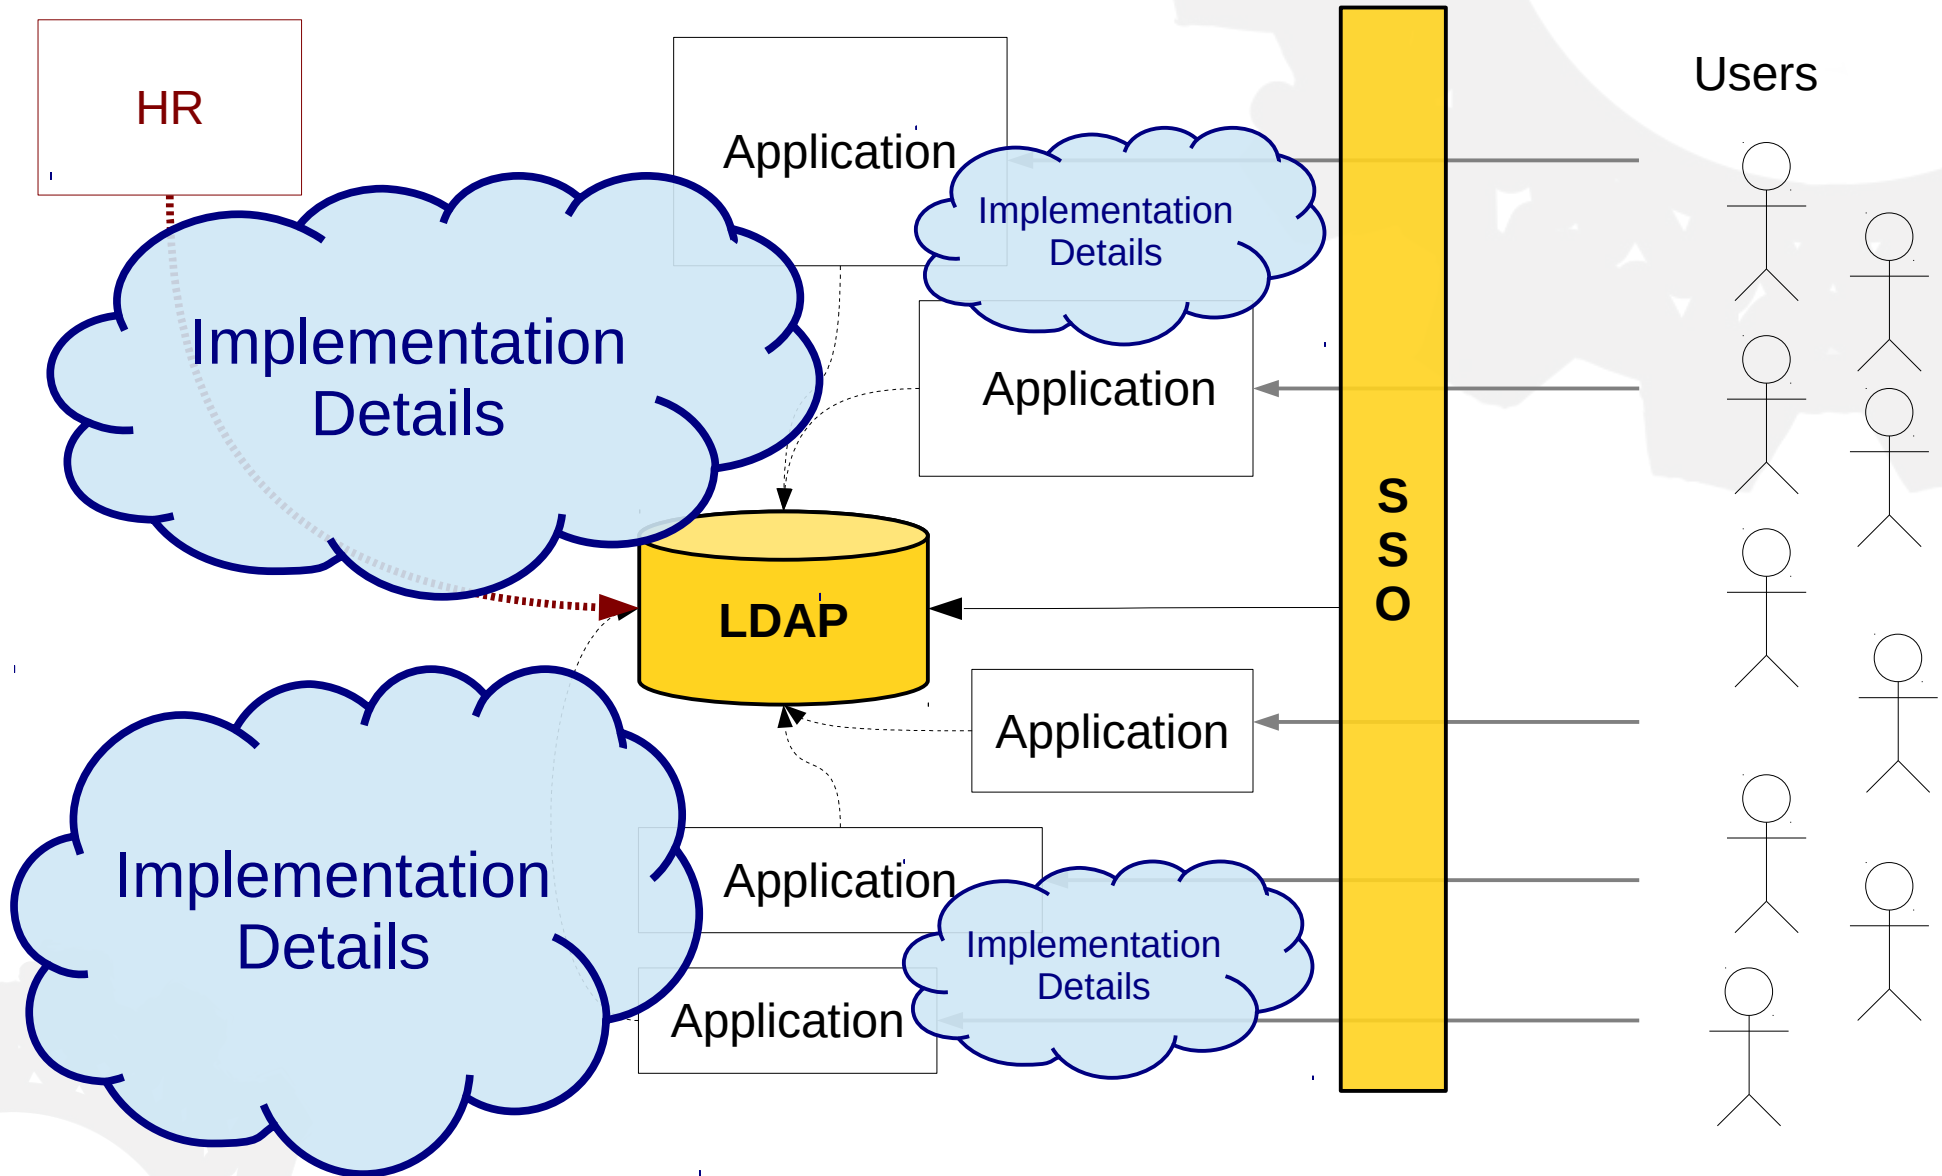 HR
Users
Application
Implementation
Details
Implementation
Details
Application
S
S
O
LDAP
Application
Implementation
Details
Application
Implementation
Details
Application